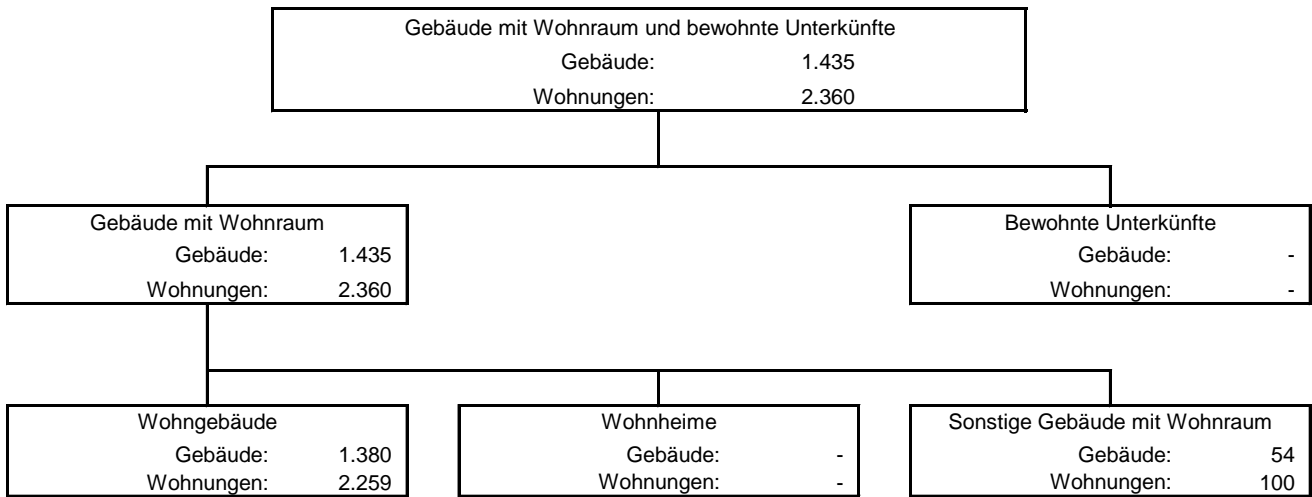 Gebäude mit Wohnraum und bewohnte Unterkünfte
Gebäude: 1.435
Wohnungen: 2.360
Gebäude mit Wohnraum
Gebäude: 1.435
Wohnungen: 2.360
Bewohnte Unterkünfte
Gebäude: -
Wohnungen: -
Wohngebäude
Gebäude: 1.380
Wohnungen: 2.259
Wohnheime
Gebäude: -
Wohnungen: -
Sonstige Gebäude mit Wohnraum
Gebäude: 54
Wohnungen: 100